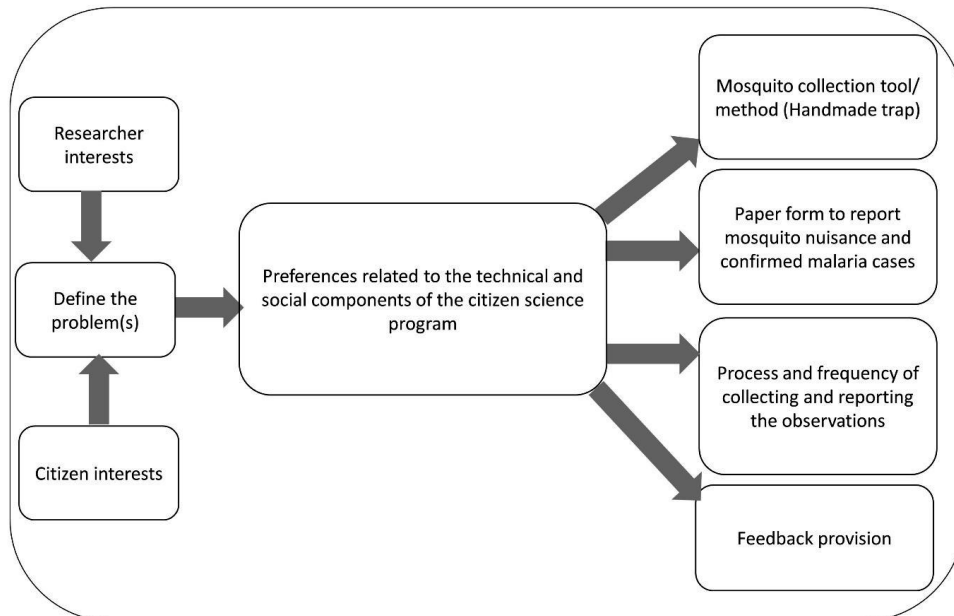 Researcher
interests
Define the
problem(s)
Citizen interests
Preferences related to the technical and
social components of the citizen science
program
Mosquito collection tool/
method (Handmade trap)
Paper form to report
mosquito nuisance and
confirmed malaria cases
Process and frequency of
collecting and reporting
the observations
Feedback provision